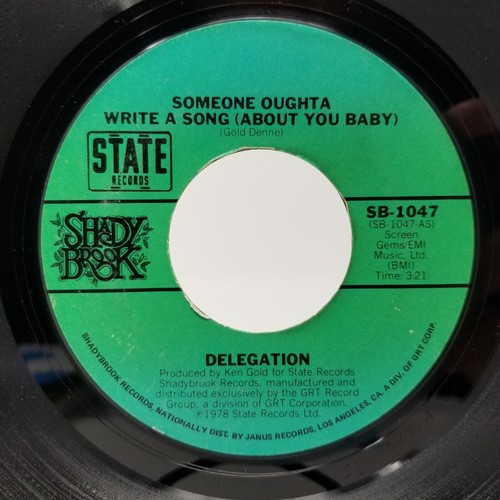 SOMEONE OUGHTA
WRITE A SONG (ABOUT YOU BABY)
(Gold Denne)
STATE
RECORDS
SHADY
BROOK
SB-1047
(SB-1047-AS)
Screen
Gems/EMI
Music, Ltd.
(BMI)
Time: 3:21
DELEGATION
Produced by Ken Gold for State Records
Shadybrook Records, manufactured and
distributed exclusively by the GRT Record
Group, a division of GRT Corporation.
℗1978 State Records Ltd.
SHADYBROOK RECORDS, NATIONALLY DIST. BY JANUS RECORDS, LOS ANGELES, CA. A DIV. OF GRT CORP.